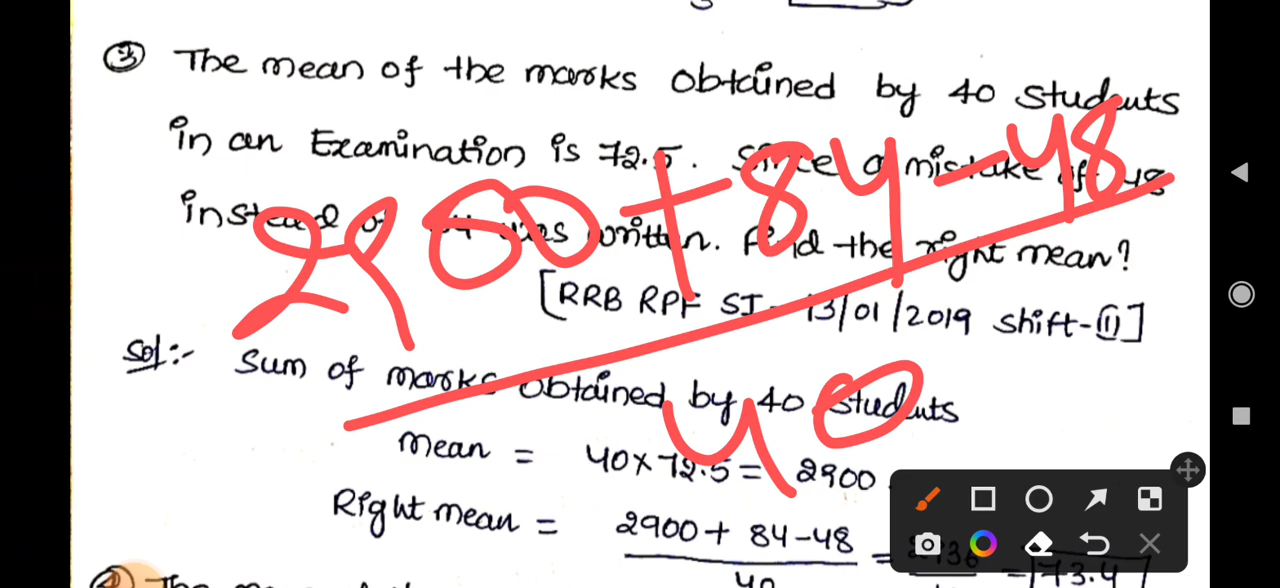 ③ The mean of the marks obtained by 40 students
in an Examination is 72.5. Since a mistake of 48
instead of 84 was written. Find the right mean?
[RRB RPF SI - 13/01/2019 Shift-(ii)]
2900+84-48
40
Sol:- Sum of marks obtained by 40 students
mean = 40×72.5 = 2900
Right mean = 2900 + 84-48 = 2936 = 73.4
40
The